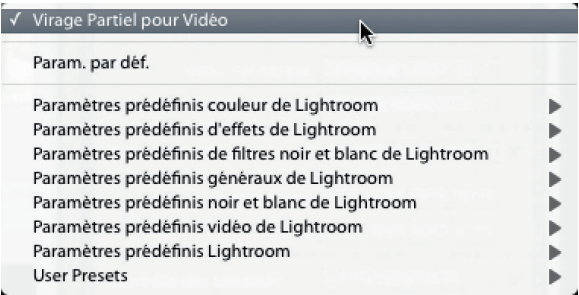 ✓ Virage Partiel pour Vidéo
Param. par déf.
Paramètres prédéfinis couleur de Lightroom
Paramètres prédéfinis d'effets de Lightroom
Paramètres prédéfinis de filtres noir et blanc de Lightroom
Paramètres prédéfinis généraux de Lightroom
Paramètres prédéfinis noir et blanc de Lightroom
Paramètres prédéfinis vidéo de Lightroom
Paramètres prédéfinis Lightroom
User Presets